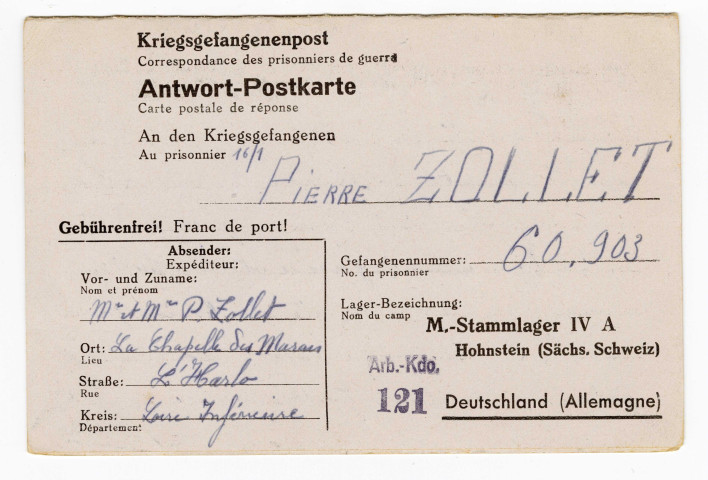 Kriegsgefangenenpost
Correspondance des prisonniers de guerre
Antwort-Postkarte
Carte postale de réponse
An den Kriegsgefangenen
Au prisonnier 16/1
PIERRE ZOLLET
Gebührenfrei! Franc de port!
Absender:
Expéditeur:
Vor- und Zuname:
Nom et prénom
Mr et Mme P. Zollet
Ort: La Chapelle des Marais
Lieu
Straße: L'Harlo
Rue
Kreis: Loire Inférieure
Département
Gefangenennummer: 60.903
No. du prisonnier
Lager-Bezeichnung:
Nom du camp
M.-Stammlager IV A
Hohnstein (Sächs. Schweiz)
Arb.-Kdo.
121
Deutschland (Allemagne)